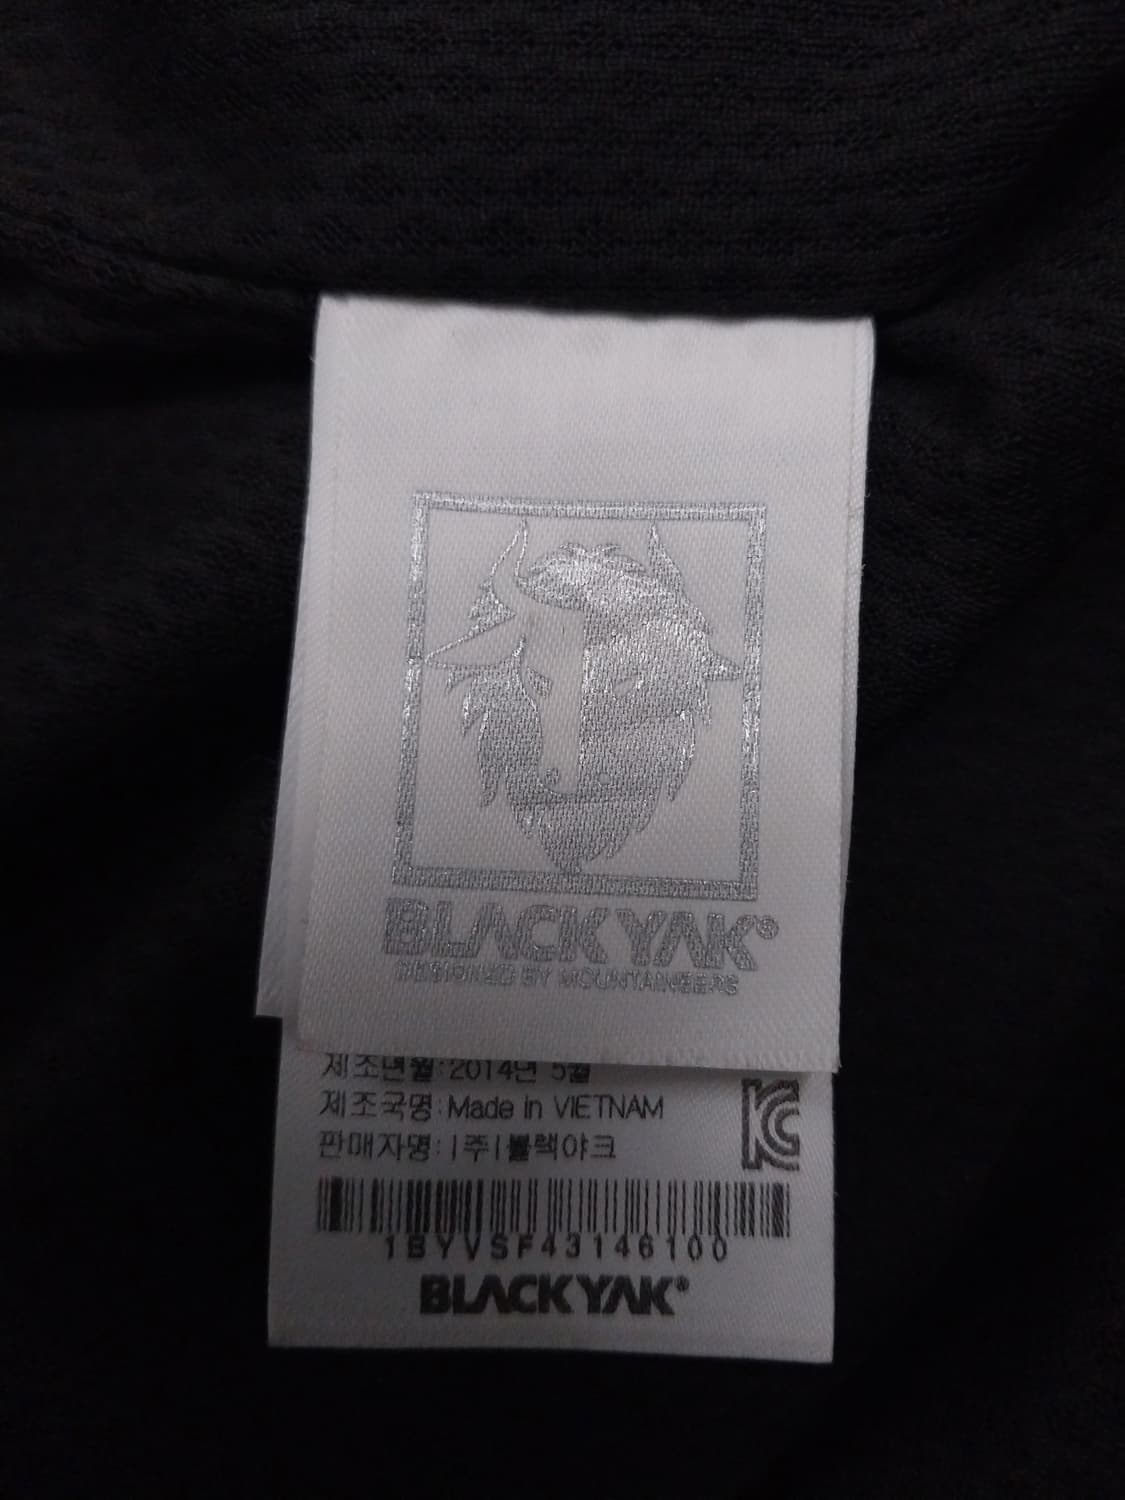 BLACKYAK®
DESIGNED BY MOUNTAINEERS
제조년월:2014년 5월
제조국명:Made in VIETNAM
판매자명:|주|블랙야크
1BYVSF43146100
BLACKYAK®